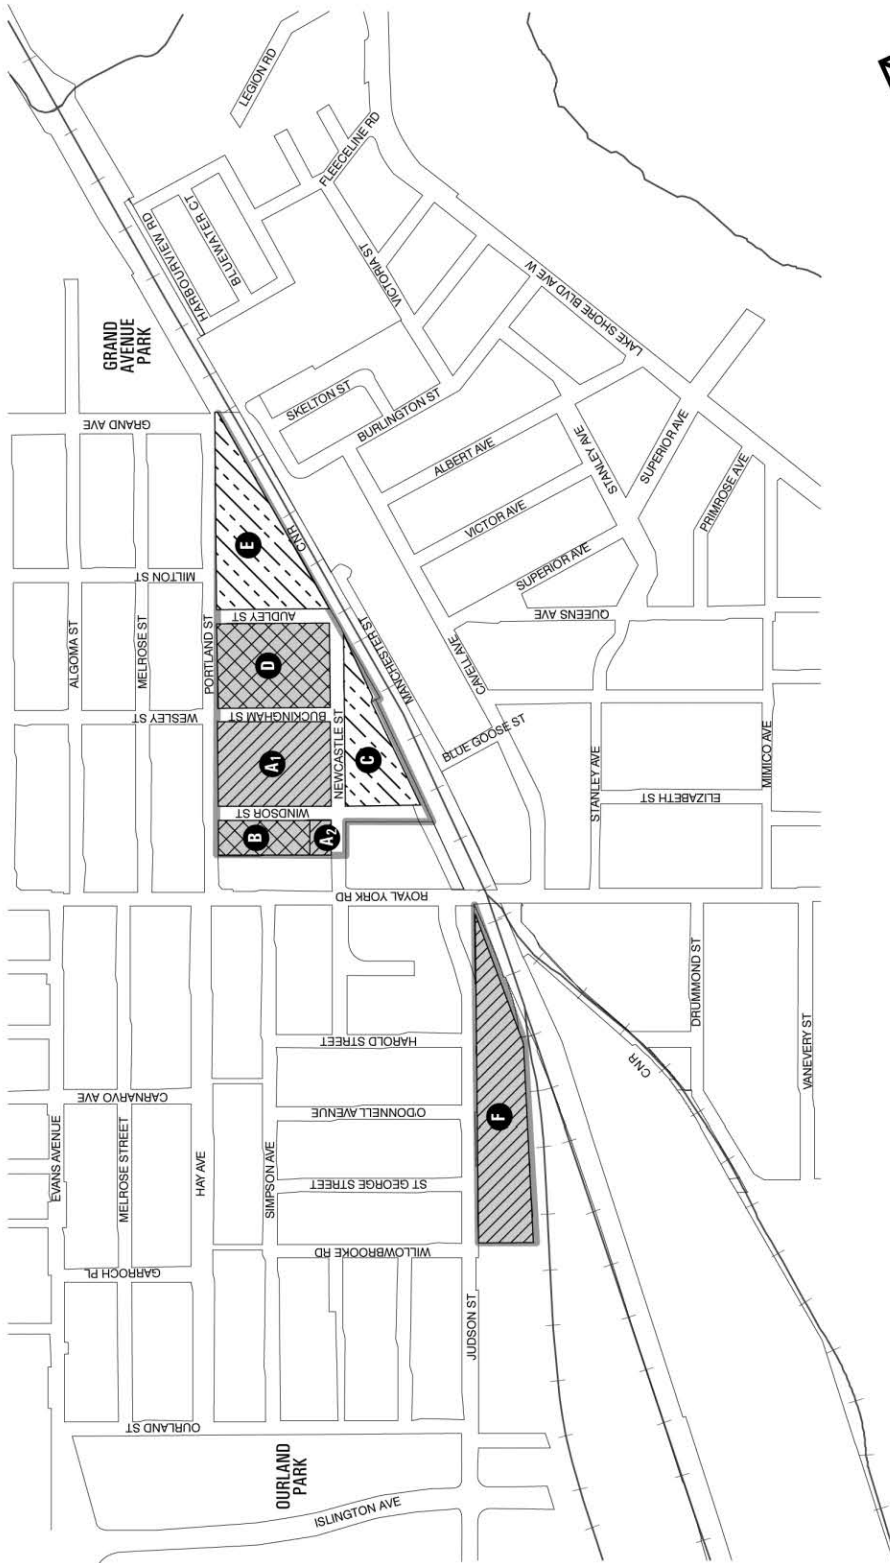 LEGION RD
FLEECELINE RD
HARBOURVIEW RD
BLUEWATER CT
VICTORIA ST
LAKE SHORE BLVD AVE W
GRAND
AVENUE
PARK
GRAND AVE
SKELTON ST
BURLINGTON ST
ALBERT AVE
STANLEY AVE
SUPERIOR AVE
PRIMROSE AVE
VICTOR AVE
SUPERIOR AVE
QUEENS AVE
E
CNR
MILTON ST
AUDLEY ST
ALGOMA ST
MELROSE ST
PORTLAND ST
D
MANCHESTER ST
CAVELL AVE
WESLEY ST
BUCKINGHAM ST
NEWCASTLE ST
BLUE GOOSE ST
A1
C
WINDSOR ST
B
A2
STANLEY AVE
ELIZABETH ST
MIMICO AVE
ROYAL YORK RD
HAROLD STREET
DRUMMOND ST
CNR
VANEVERY ST
CARNARVO AVE
O'DONNELL AVENUE
F
EVANS AVENUE
MELROSE STREET
HAY AVE
SIMPSON AVE
ST GEORGE STREET
WILLOWBROOKE RD
GARROCH PL
JUDSON ST
OURLAND ST
OURLAND
PARK
ISLINGTON AVE